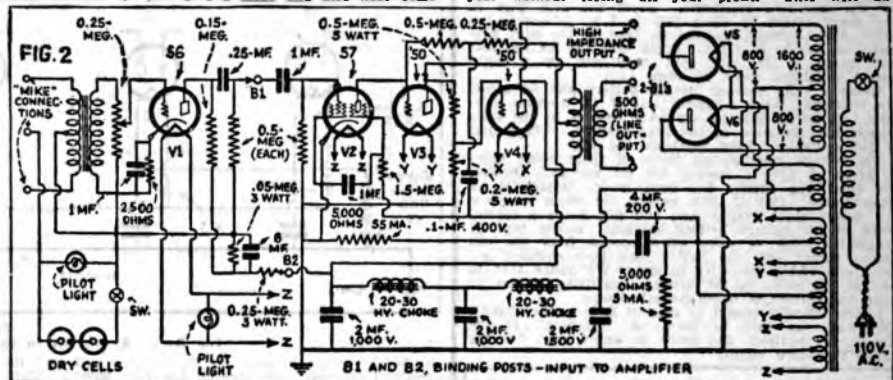 FIG. 2
"MIKE" CONNEC-
TIONS
0.25-
MEG.
56
0.15-
MEG.
.25-MF.
B1
1 MF.
0.5-MEG.
3 WATT
57
0.5-MEG.
0.25-MEG.
'50
'50
HIGH
IMPEDANCE
OUTPUT
2-81'S
V5
V6
800
V.
1600
V.
800
V.
SW.
500
OHMS
(LINE OUT-
PUT)
V1
V2
V3
V4
Y Y
X X
0.5-
MEG
(EACH)
1 MF.
2,500
OHMS
.05-MEG.
3 WATT
8
MF.
1 MF.
5,000
OHMS
55 MA.
1.5-MEG.
0.2-MEG.
5 WATT
.1-MF. 400V.
4 MF.
200 V.
X
X
Y
Y
Z
Z
PILOT
LIGHT
SW.
DRY CELLS
0.25-MEG.
3 WATT.
B2
Z
Z
PILOT
LIGHT
20-30
HY. CHOKE
20-30
HY. CHOKE
2 MF.
1,000 V.
2 MF.
1,000 V
2 MF.
1,500 V
5,000
OHMS
5 MA.
110 V.
A.C.
B1 AND B2, BINDING POSTS - INPUT TO AMPLIFIER